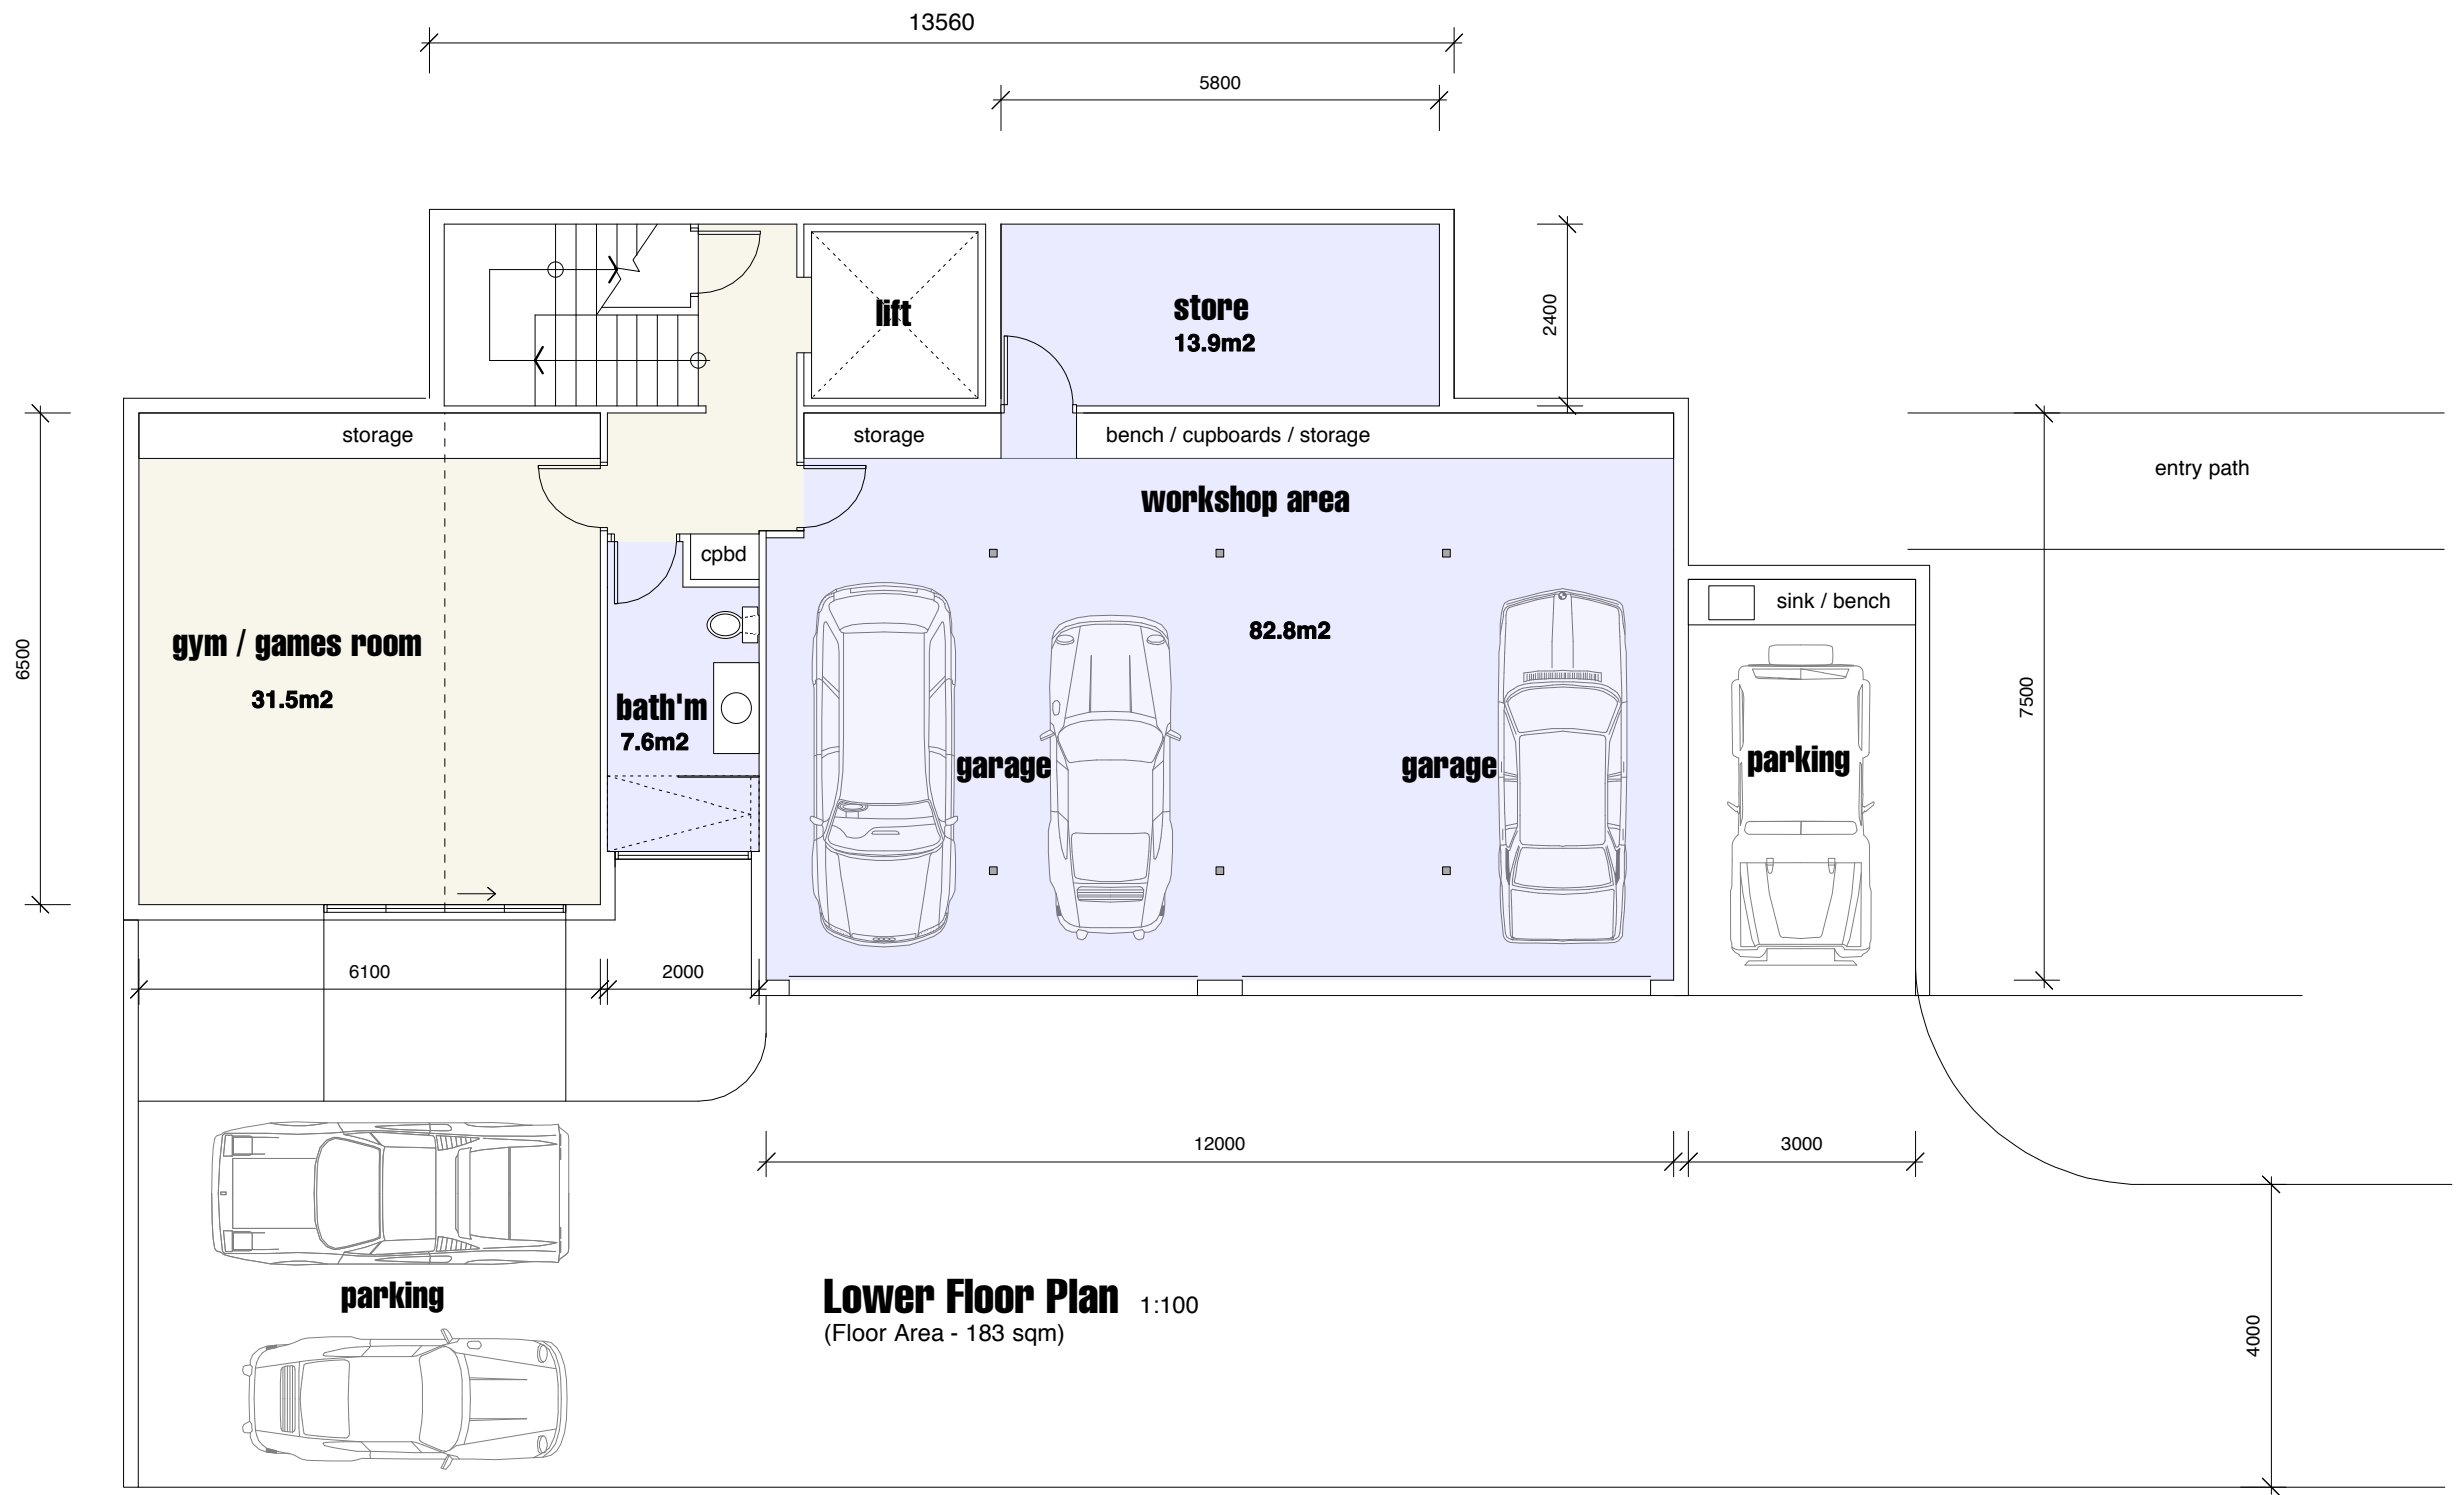 13560
5800
lift
store
13.9m2
2400
storage
storage
bench / cupboards / storage
entry path
workshop area
cpbd
sink / bench
gym / games room
31.5m2
6500
82.8m2
bath'm
7.6m2
garage
garage
parking
7500
6100
2000
12000
3000
parking
Lower Floor Plan 1:100
(Floor Area - 183 sqm)
4000